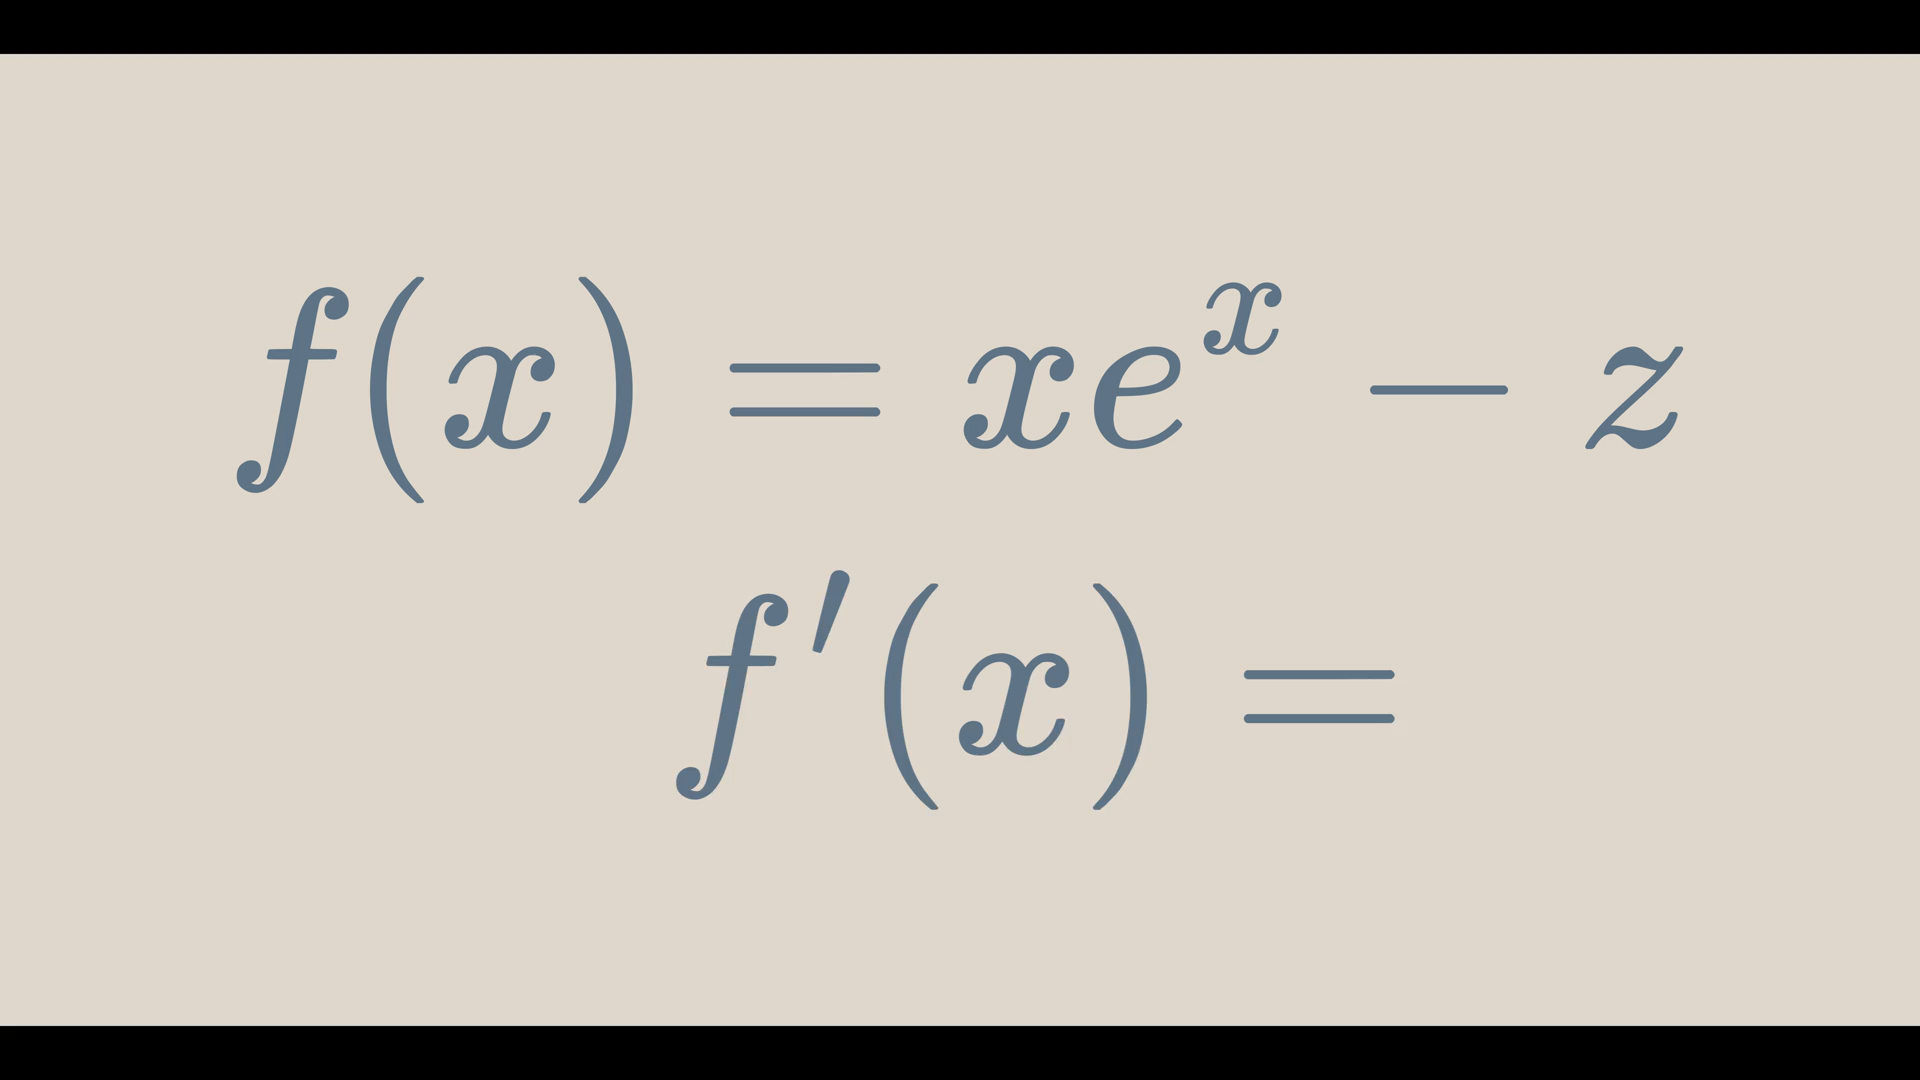 f(x) = xe^x − z
f′(x) =